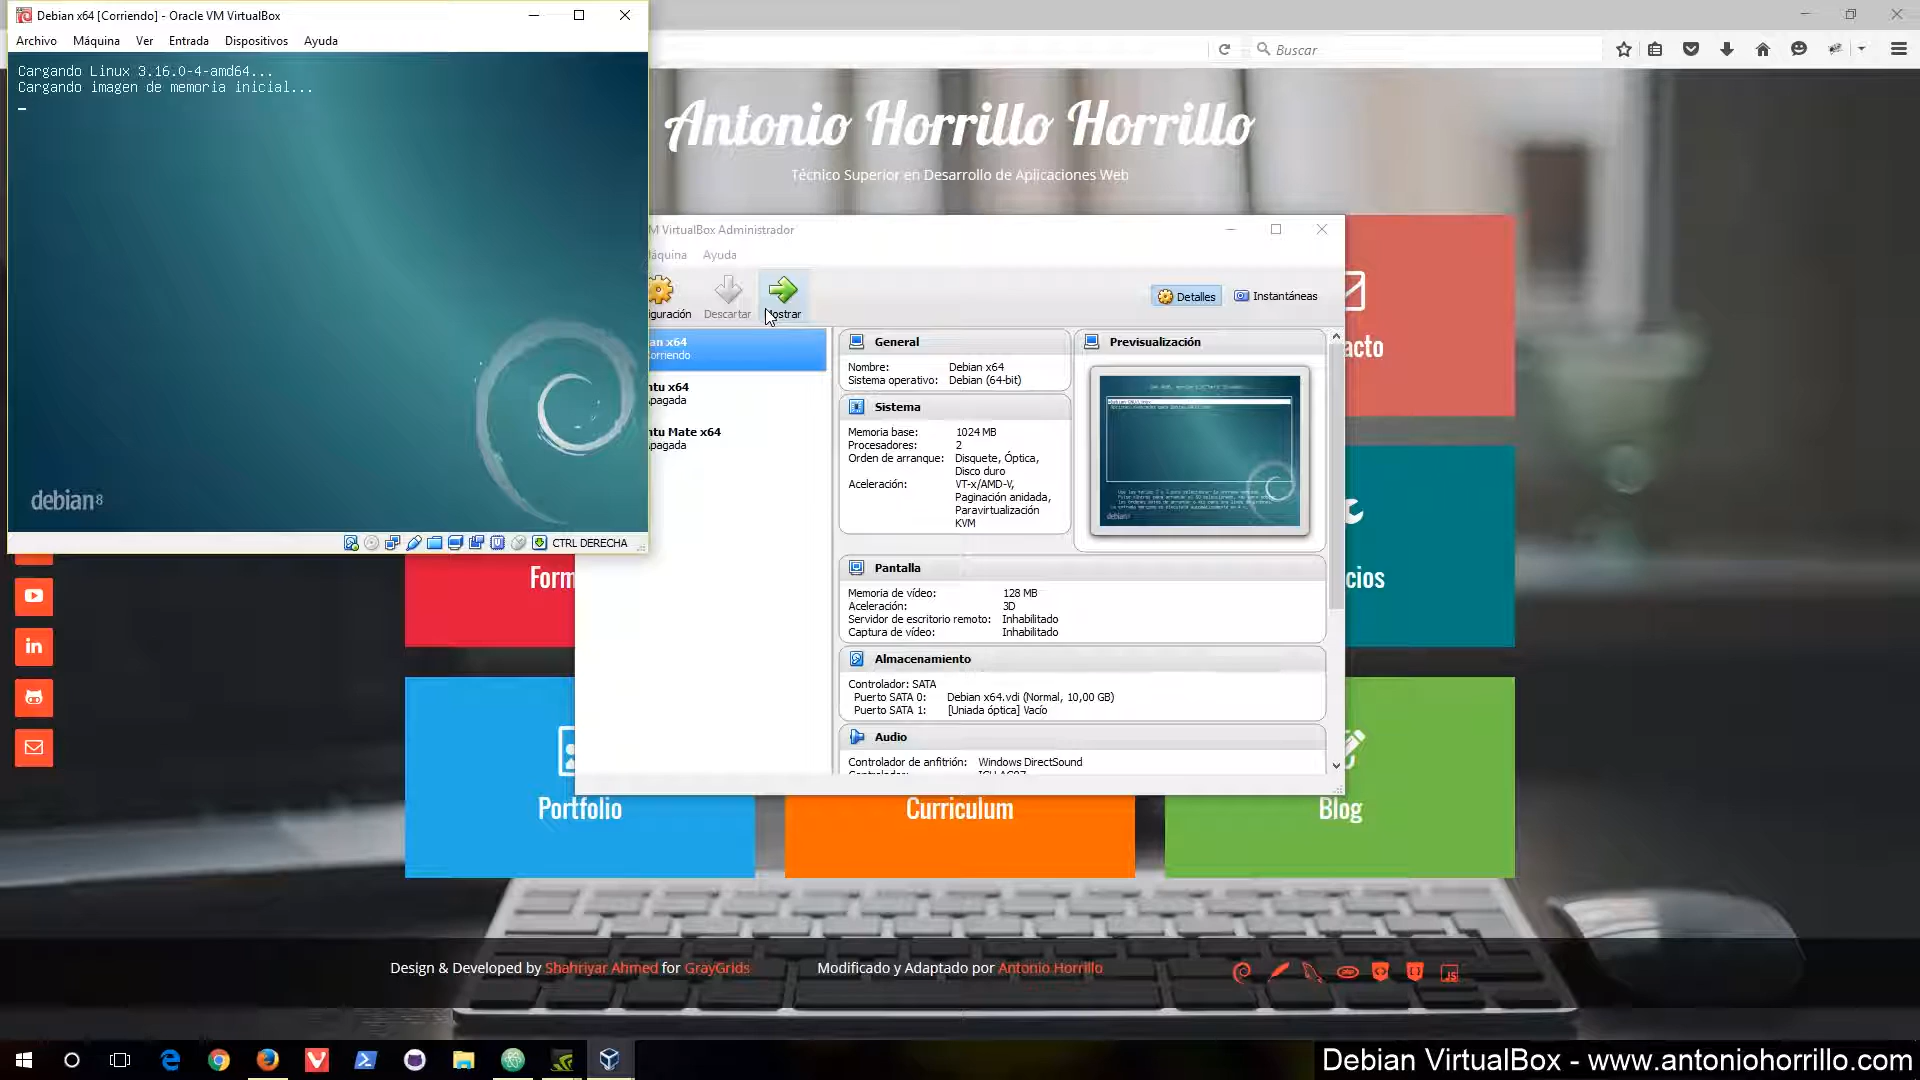 Debian x64 [Corriendo] - Oracle VM VirtualBox
Archivo Máquina Ver Entrada Dispositivos Ayuda
Cargando Linux 3.16.0-4-amd64...
Cargando imagen de memoria inicial...
debian8
CTRL DERECHA
Buscar
Antonio Horrillo Horrillo
Técnico Superior en Desarrollo de Aplicaciones Web
M VirtualBox Administrador
áquina Ayuda
iguración Descartar ostrar
Detalles Instantáneas
an x64
orriendo
ntu x64
pagada
ntu Mate x64
pagada
General
Nombre: Debian x64
Sistema operativo: Debian (64-bit)
Sistema
Memoria base: 1024 MB
Procesadores: 2
Orden de arranque: Disquete, Óptica,
Disco duro
Aceleración: VT-x/AMD-V,
Paginación anidada,
Paravirtualización
KVM
Previsualización
Pantalla
Memoria de vídeo: 128 MB
Aceleración: 3D
Servidor de escritorio remoto: Inhabilitado
Captura de vídeo: Inhabilitado
Almacenamiento
Controlador: SATA
Puerto SATA 0: Debian x64.vdi (Normal, 10,00 GB)
Puerto SATA 1: [Uniada óptica] Vacío
Audio
Controlador de anfitrión: Windows DirectSound
acto
Form
cios
Portfolio
Curriculum
Blog
Design & Developed by Shahriyar Ahmed for GrayGrids
Modificado y Adaptado por Antonio Horrillo
Debian VirtualBox - www.antoniohorrillo.com